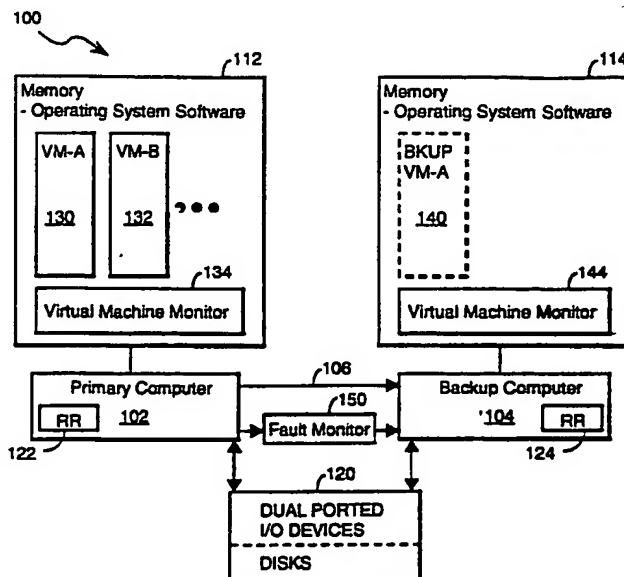 100
112
114
Memory
- Operating System Software
VM-A
130
VM-B
132
134
Virtual Machine Monitor
Memory
- Operating System Software
BKUP
VM-A
140
144
Virtual Machine Monitor
Primary Computer
RR
102
122
106
150
Fault Monitor
Backup Computer
'104
RR
124
120
DUAL PORTED
I/O DEVICES
DISKS